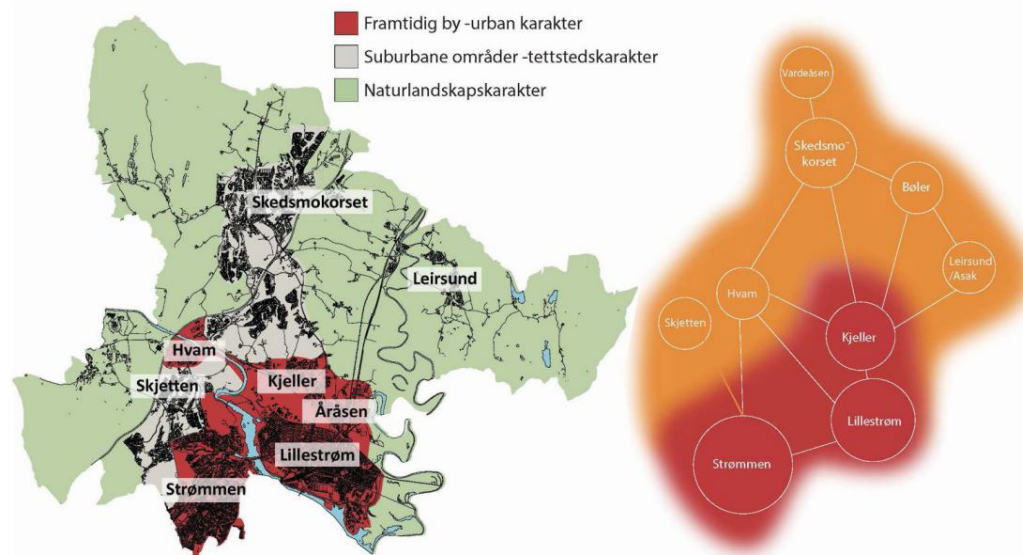 Framtidig by -urban karakter
Suburbane områder -tettstedskarakter
Naturlandskapskarakter
Skedsmokorset
Leirsund
Hvam
Skjetten
Kjeller
Åråsen
Lillestrøm
Strømmen
Vardeåsen
Skedsmo-
korset
Bøler
Leirsund
/Asak
Hvam
Skjetten
Kjeller
Lillestrøm
Strømmen